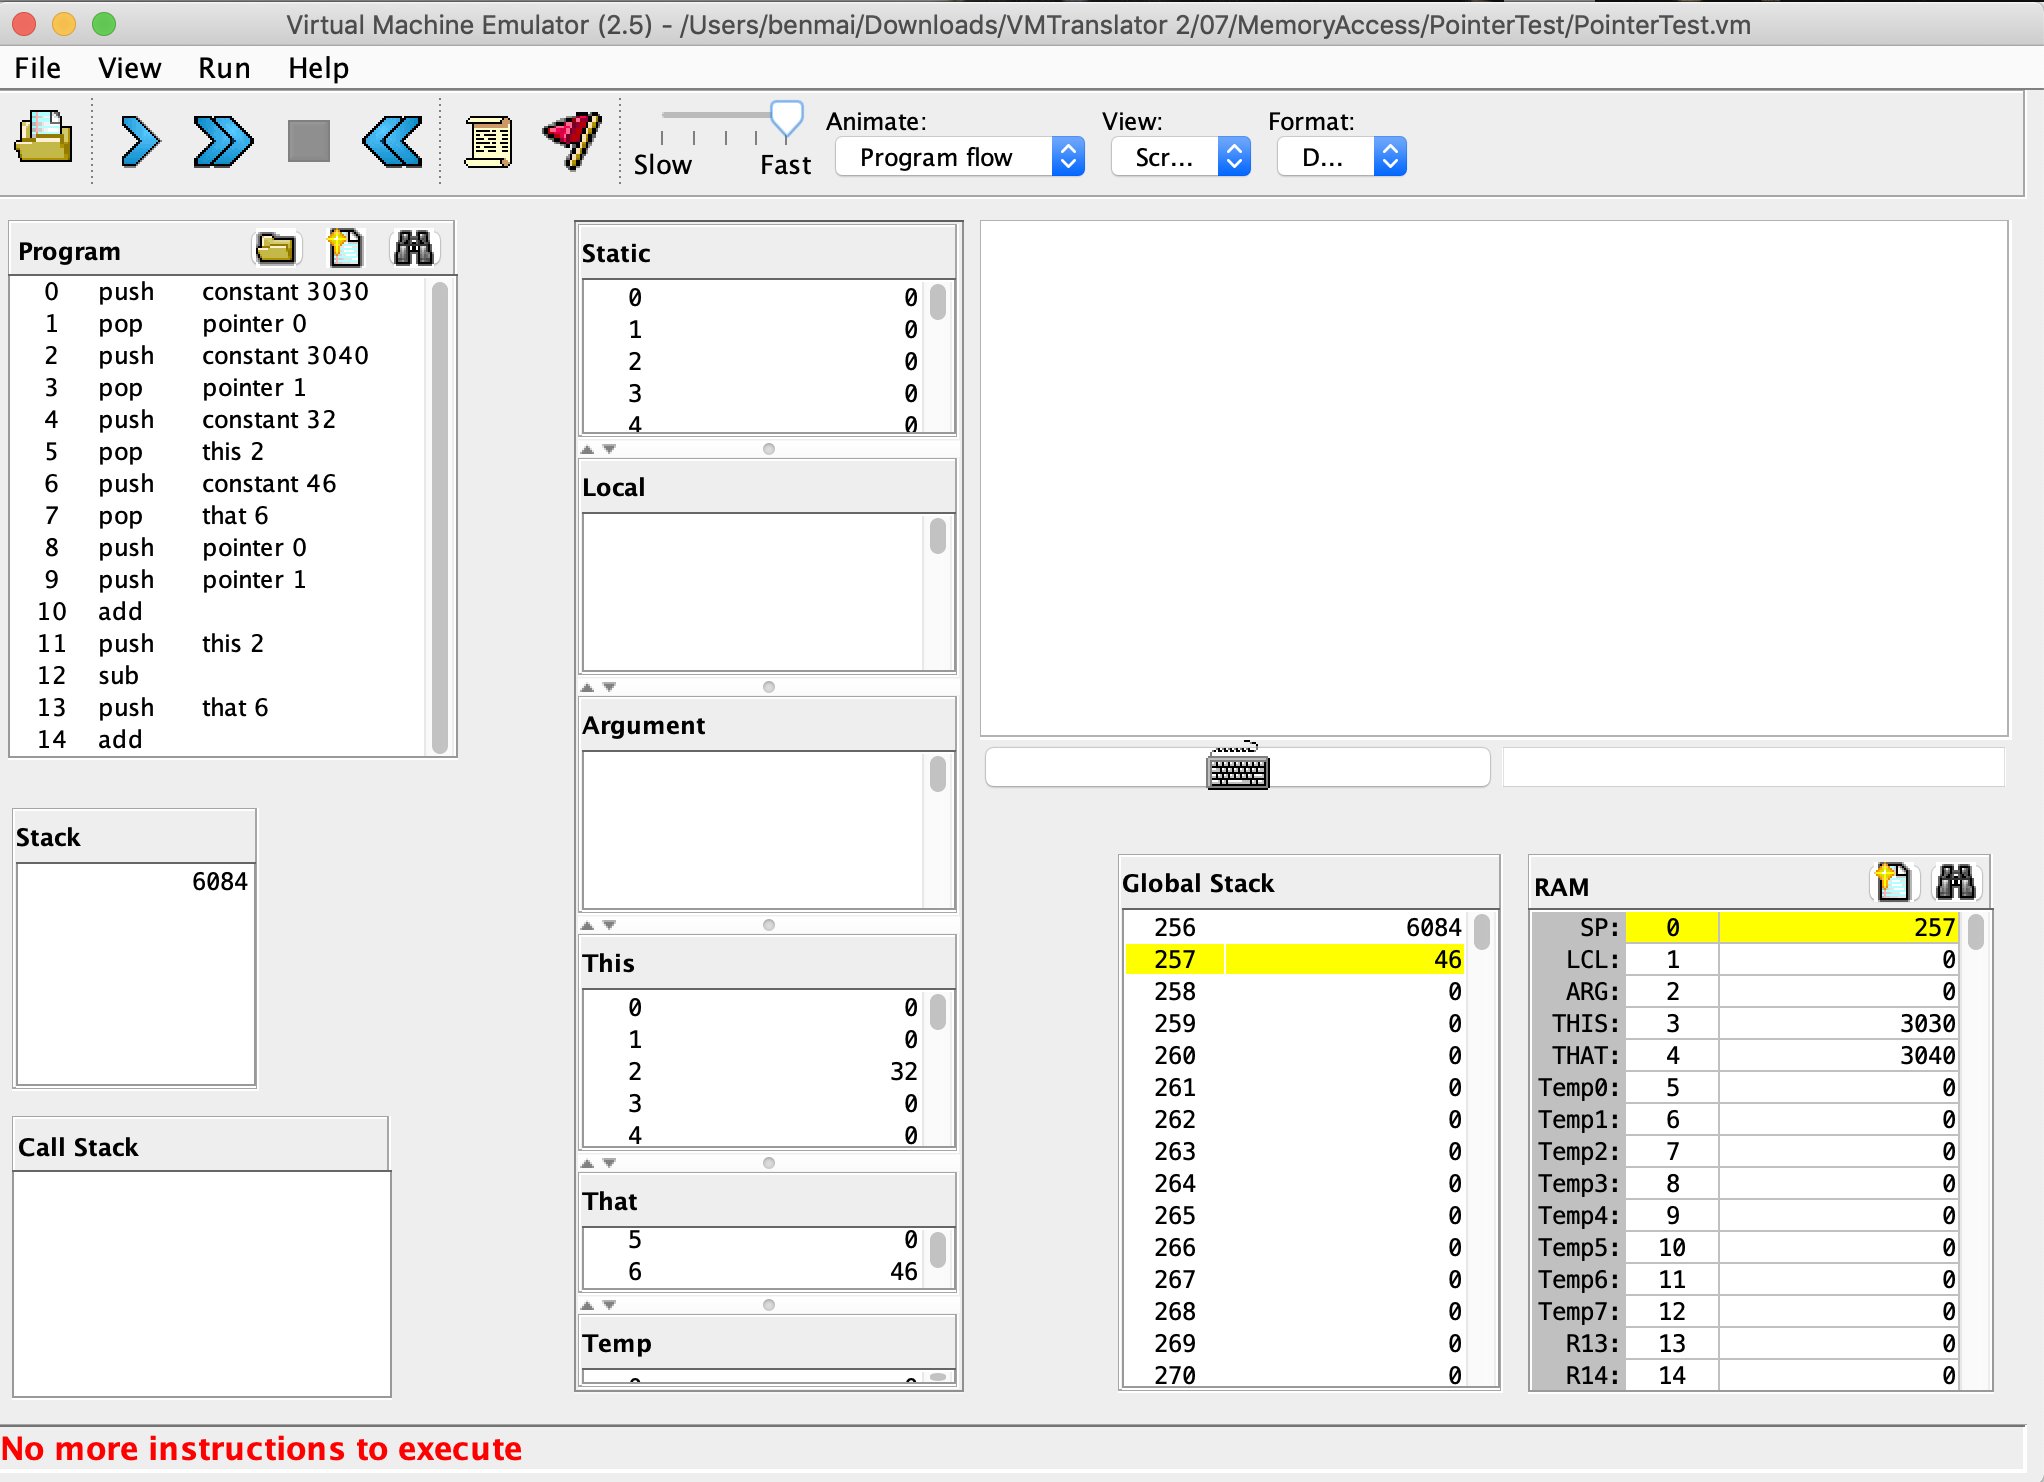 Virtual Machine Emulator (2.5) - /Users/benmai/Downloads/VMTranslator 2/07/MemoryAccess/PointerTest/PointerTest.vm
File View Run Help
Animate: View: Format:
Slow Fast Program flow Scr... D...
Program
0 push constant 3030
1 pop pointer 0
2 push constant 3040
3 pop pointer 1
4 push constant 32
5 pop this 2
6 push constant 46
7 pop that 6
8 push pointer 0
9 push pointer 1
10 add
11 push this 2
12 sub
13 push that 6
14 add
Stack
6084
Call Stack
Static
0 0
1 0
2 0
3 0
4 0
Local
Argument
This
0 0
1 0
2 32
3 0
4 0
That
5 0
6 46
Temp
Global Stack
256 6084
257 46
258 0
259 0
260 0
261 0
262 0
263 0
264 0
265 0
266 0
267 0
268 0
269 0
270 0
RAM
SP: 0 257
LCL: 1 0
ARG: 2 0
THIS: 3 3030
THAT: 4 3040
Temp0: 5 0
Temp1: 6 0
Temp2: 7 0
Temp3: 8 0
Temp4: 9 0
Temp5: 10 0
Temp6: 11 0
Temp7: 12 0
R13: 13 0
R14: 14 0
No more instructions to execute